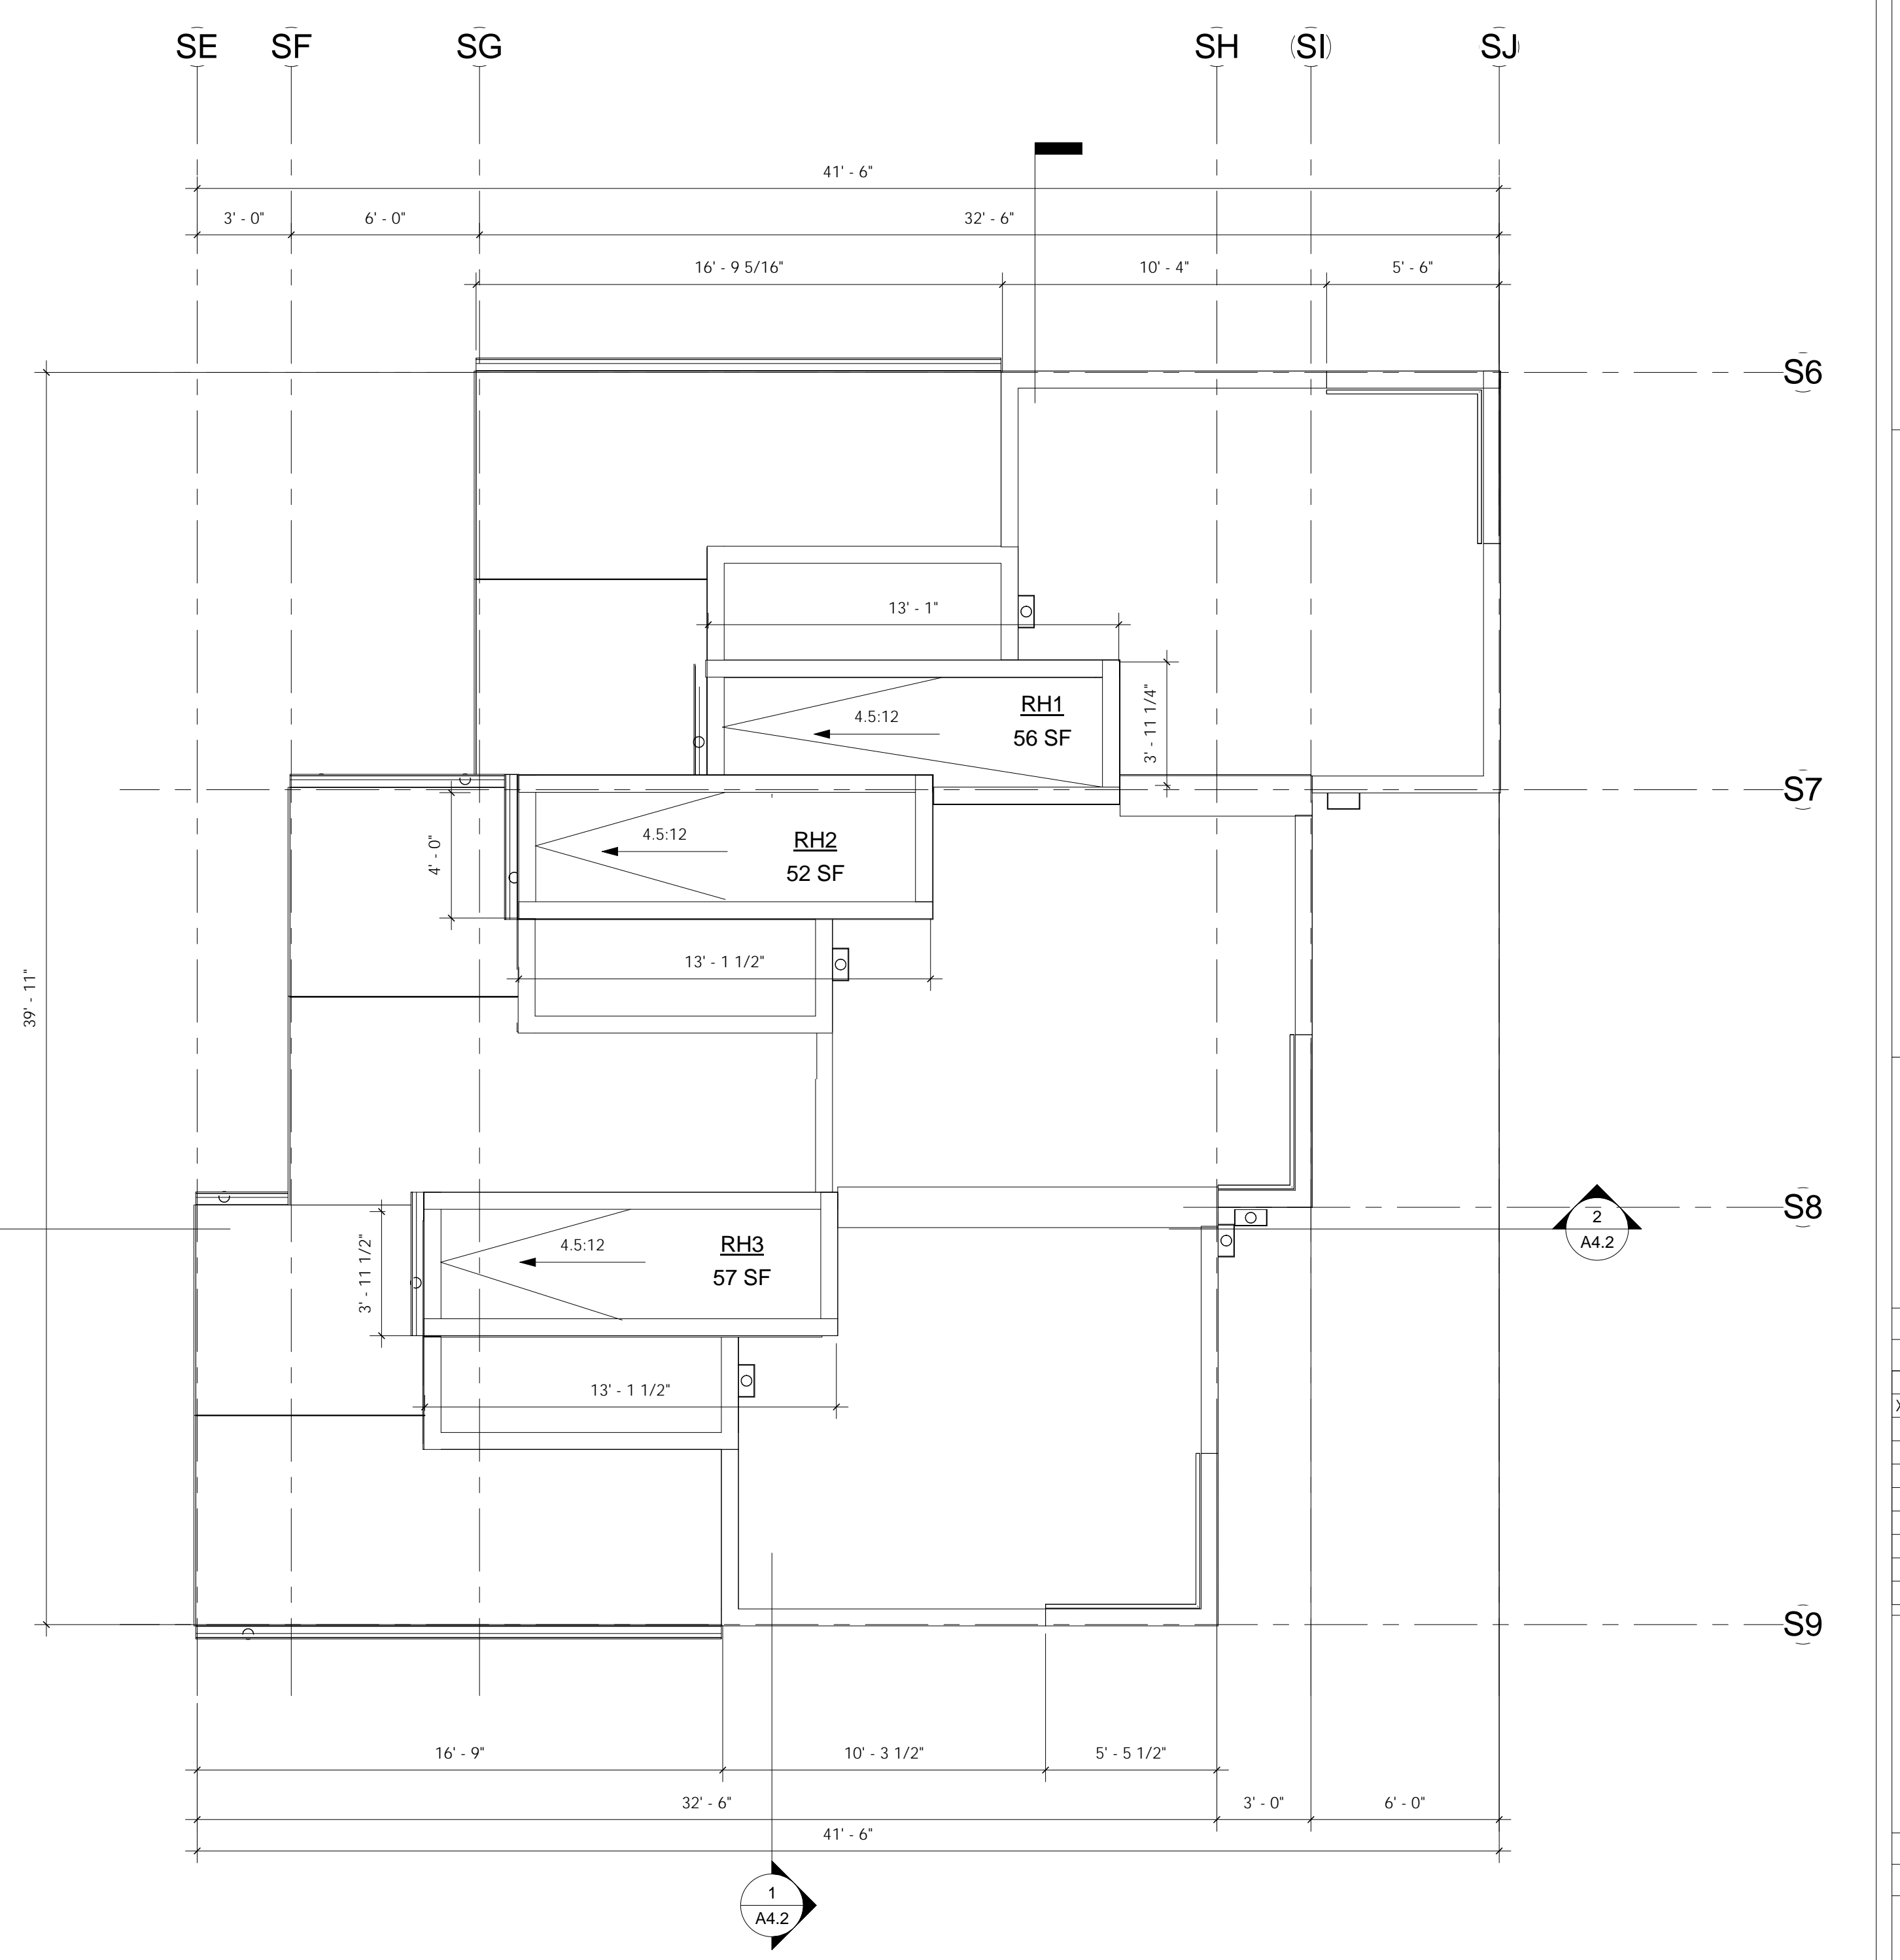 SE SF SG SH SI SJ
41' - 6"
3' - 0" 6' - 0" 32' - 6"
16' - 9 5/16" 10' - 4" 5' - 6"
S6
13' - 1"
RH1
56 SF
4.5:12
3' - 11 1/4"
S7
RH2
52 SF
4.5:12
4' - 0"
13' - 1 1/2"
39' - 11"
S8
2
A4.2
RH3
57 SF
4.5:12
3' - 11 1/2"
13' - 1 1/2"
S9
16' - 9" 10' - 3 1/2" 5' - 5 1/2"
32' - 6" 3' - 0" 6' - 0"
41' - 6"
1
A4.2